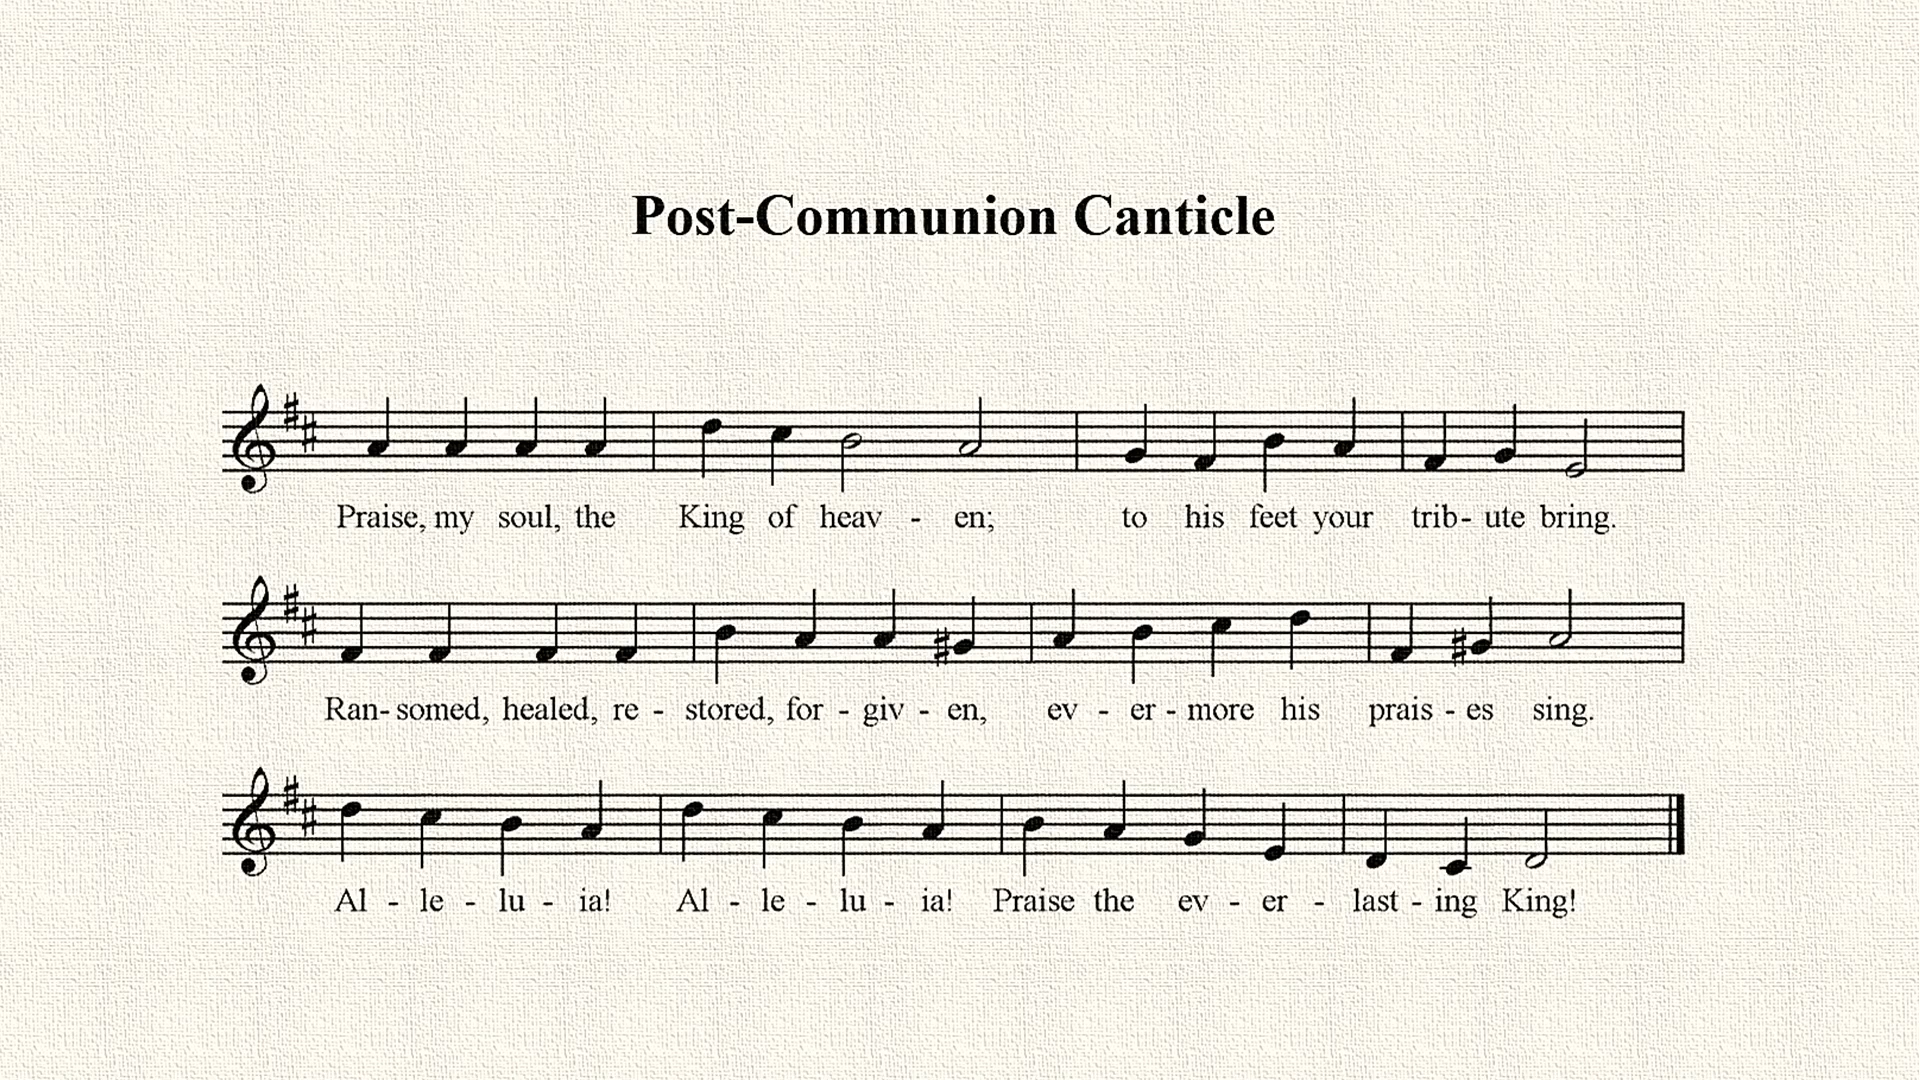 Post-Communion Canticle
Praise, my soul, the King of heav - en; to his feet your trib- ute bring.
Ran- somed, healed, re - stored, for - giv - en, ev - er - more his prais - es sing.
Al - le - lu - ia! Al - le - lu - ia! Praise the ev - er - last - ing King!